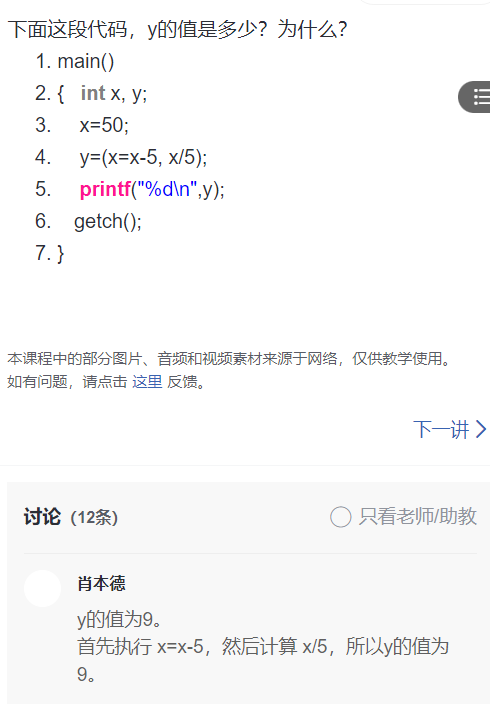 下面这段代码，y的值是多少？为什么？
1. main()
2. {   int x, y;
3.     x=50;
4.     y=(x=x-5, x/5);
5.     printf("%d\n",y);
6.    getch();
7. }
本课程中的部分图片、音频和视频素材来源于网络，仅供教学使用。
如有问题，请点击 这里 反馈。
下一讲
讨论（12条）
只看老师/助教
肖本德
y的值为9。
首先执行 x=x-5，然后计算 x/5，所以y的值为
9。